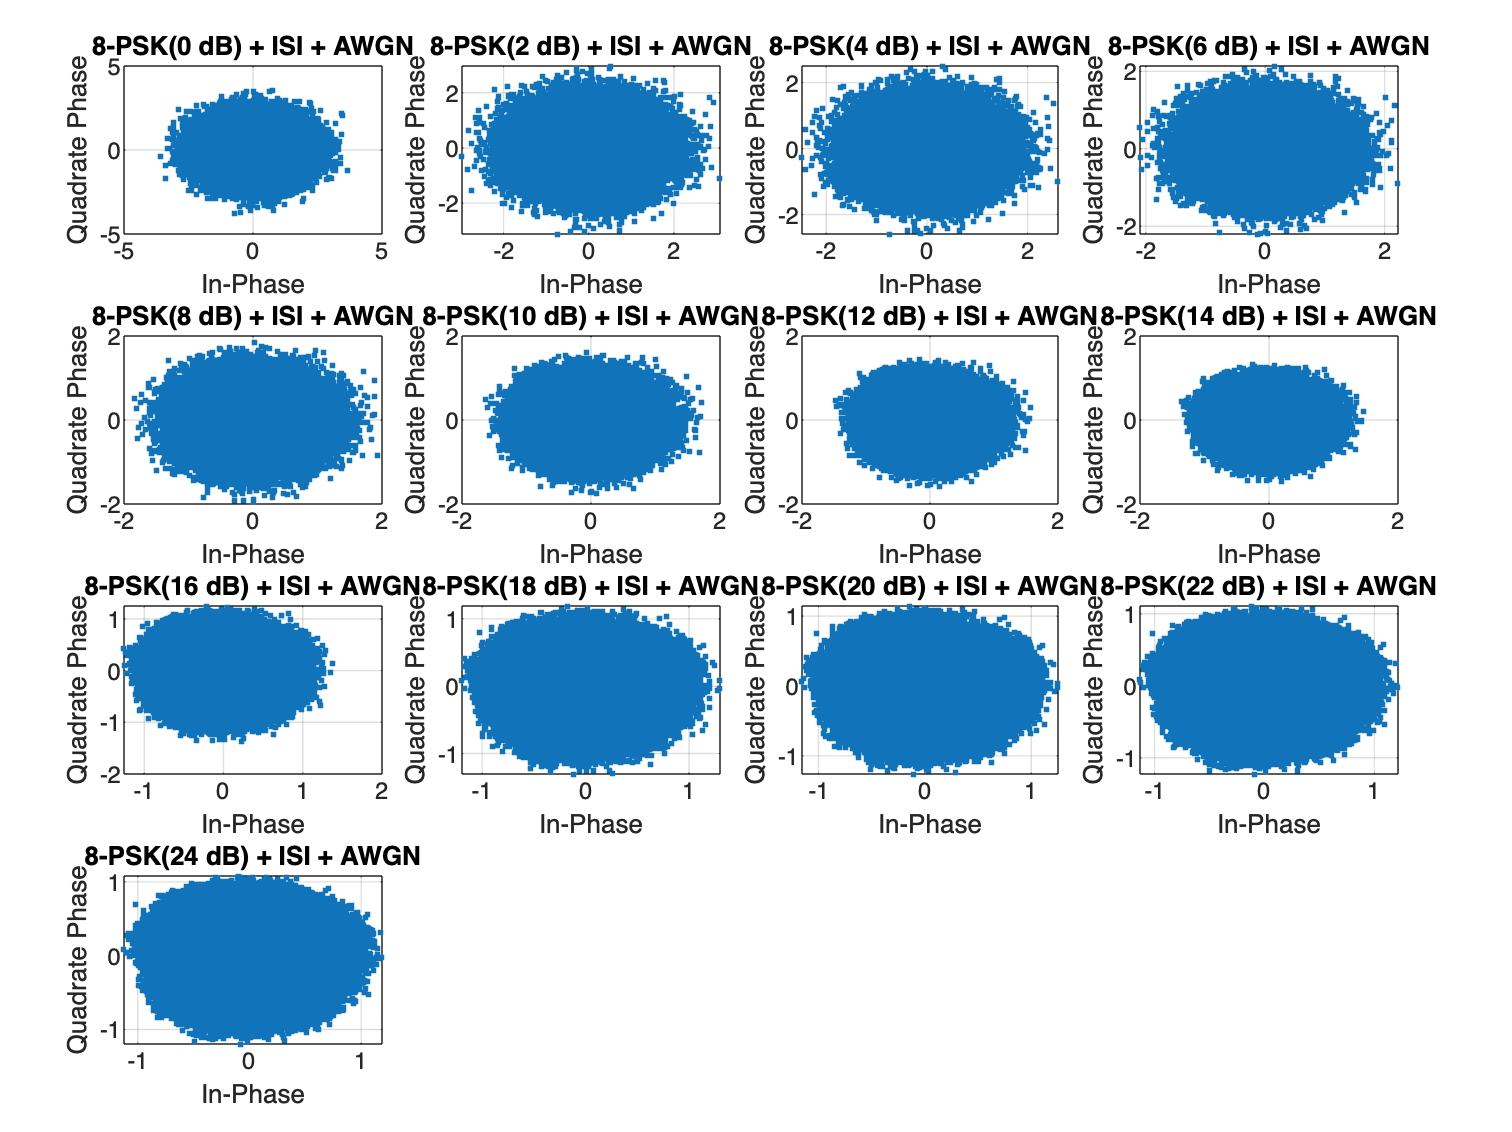 8-PSK(0 dB) + ISI + AWGN
Quadrate Phase
5
0
-5
-5
0
5
In-Phase
8-PSK(2 dB) + ISI + AWGN
Quadrate Phase
2
0
-2
-2
0
2
In-Phase
8-PSK(4 dB) + ISI + AWGN
Quadrate Phase
2
0
-2
-2
0
2
In-Phase
8-PSK(6 dB) + ISI + AWGN
Quadrate Phase
2
0
-2
-2
0
2
In-Phase
8-PSK(8 dB) + ISI + AWGN
Quadrate Phase
2
0
-2
-2
0
2
In-Phase
8-PSK(10 dB) + ISI + AWGN
Quadrate Phase
2
0
-2
-2
0
2
In-Phase
8-PSK(12 dB) + ISI + AWGN
Quadrate Phase
2
0
-2
-2
0
2
In-Phase
8-PSK(14 dB) + ISI + AWGN
Quadrate Phase
2
0
-2
-2
0
2
In-Phase
8-PSK(16 dB) + ISI + AWGN
Quadrate Phase
1
0
-1
-2
-1
0
1
2
In-Phase
8-PSK(18 dB) + ISI + AWGN
Quadrate Phase
1
0
-1
-1
0
1
In-Phase
8-PSK(20 dB) + ISI + AWGN
Quadrate Phase
1
0
-1
-1
0
1
In-Phase
8-PSK(22 dB) + ISI + AWGN
Quadrate Phase
1
0
-1
-1
0
1
In-Phase
8-PSK(24 dB) + ISI + AWGN
Quadrate Phase
1
0
-1
-1
0
1
In-Phase